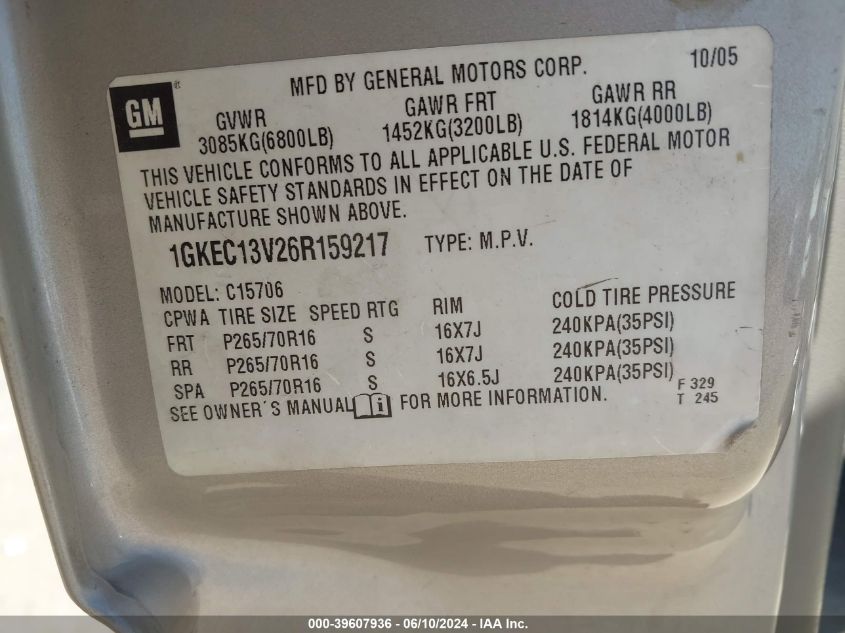 MFD BY GENERAL MOTORS CORP. 10/05
GM
GVWR GAWR FRT GAWR RR
3085KG(6800LB) 1452KG(3200LB) 1814KG(4000LB)
THIS VEHICLE CONFORMS TO ALL APPLICABLE U.S. FEDERAL MOTOR
VEHICLE SAFETY STANDARDS IN EFFECT ON THE DATE OF
MANUFACTURE SHOWN ABOVE.
1GKEC13V26R159217 TYPE: M.P.V.
MODEL: C15706
CPWA TIRE SIZE SPEED RTG RIM COLD TIRE PRESSURE
FRT P265/70R16 S 16X7J 240KPA(35PSI)
RR P265/70R16 S 16X7J 240KPA(35PSI)
SPA P265/70R16 S 16X6.5J 240KPA(35PSI)
SEE OWNER'S MANUAL i FOR MORE INFORMATION.
F 329
T 245
000-39607936 - 06/10/2024 - IAA Inc.